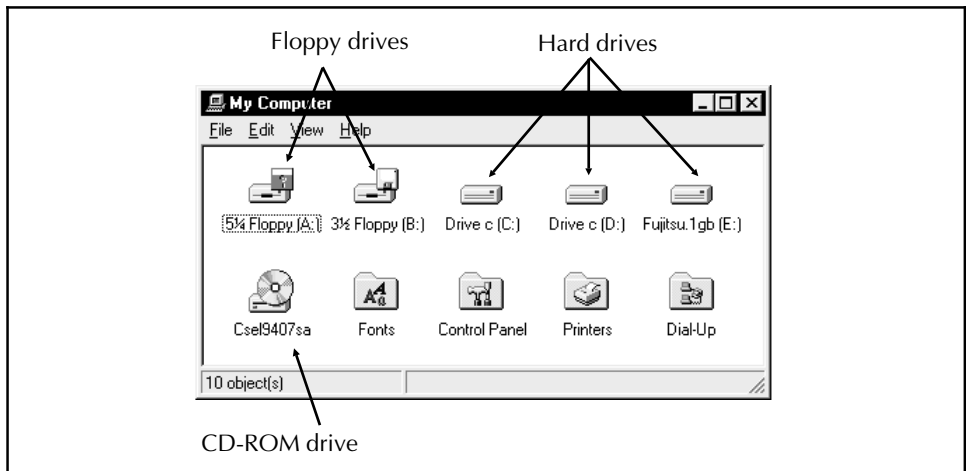 Floppy drives Hard drives
My Computer
File Edit View Help
5¼ Floppy (A:) 3½ Floppy (B:) Drive c (C:) Drive c (D:) Fujitsu.1gb (E:)
Csel9407sa Fonts Control Panel Printers Dial-Up
10 object(s)
CD-ROM drive